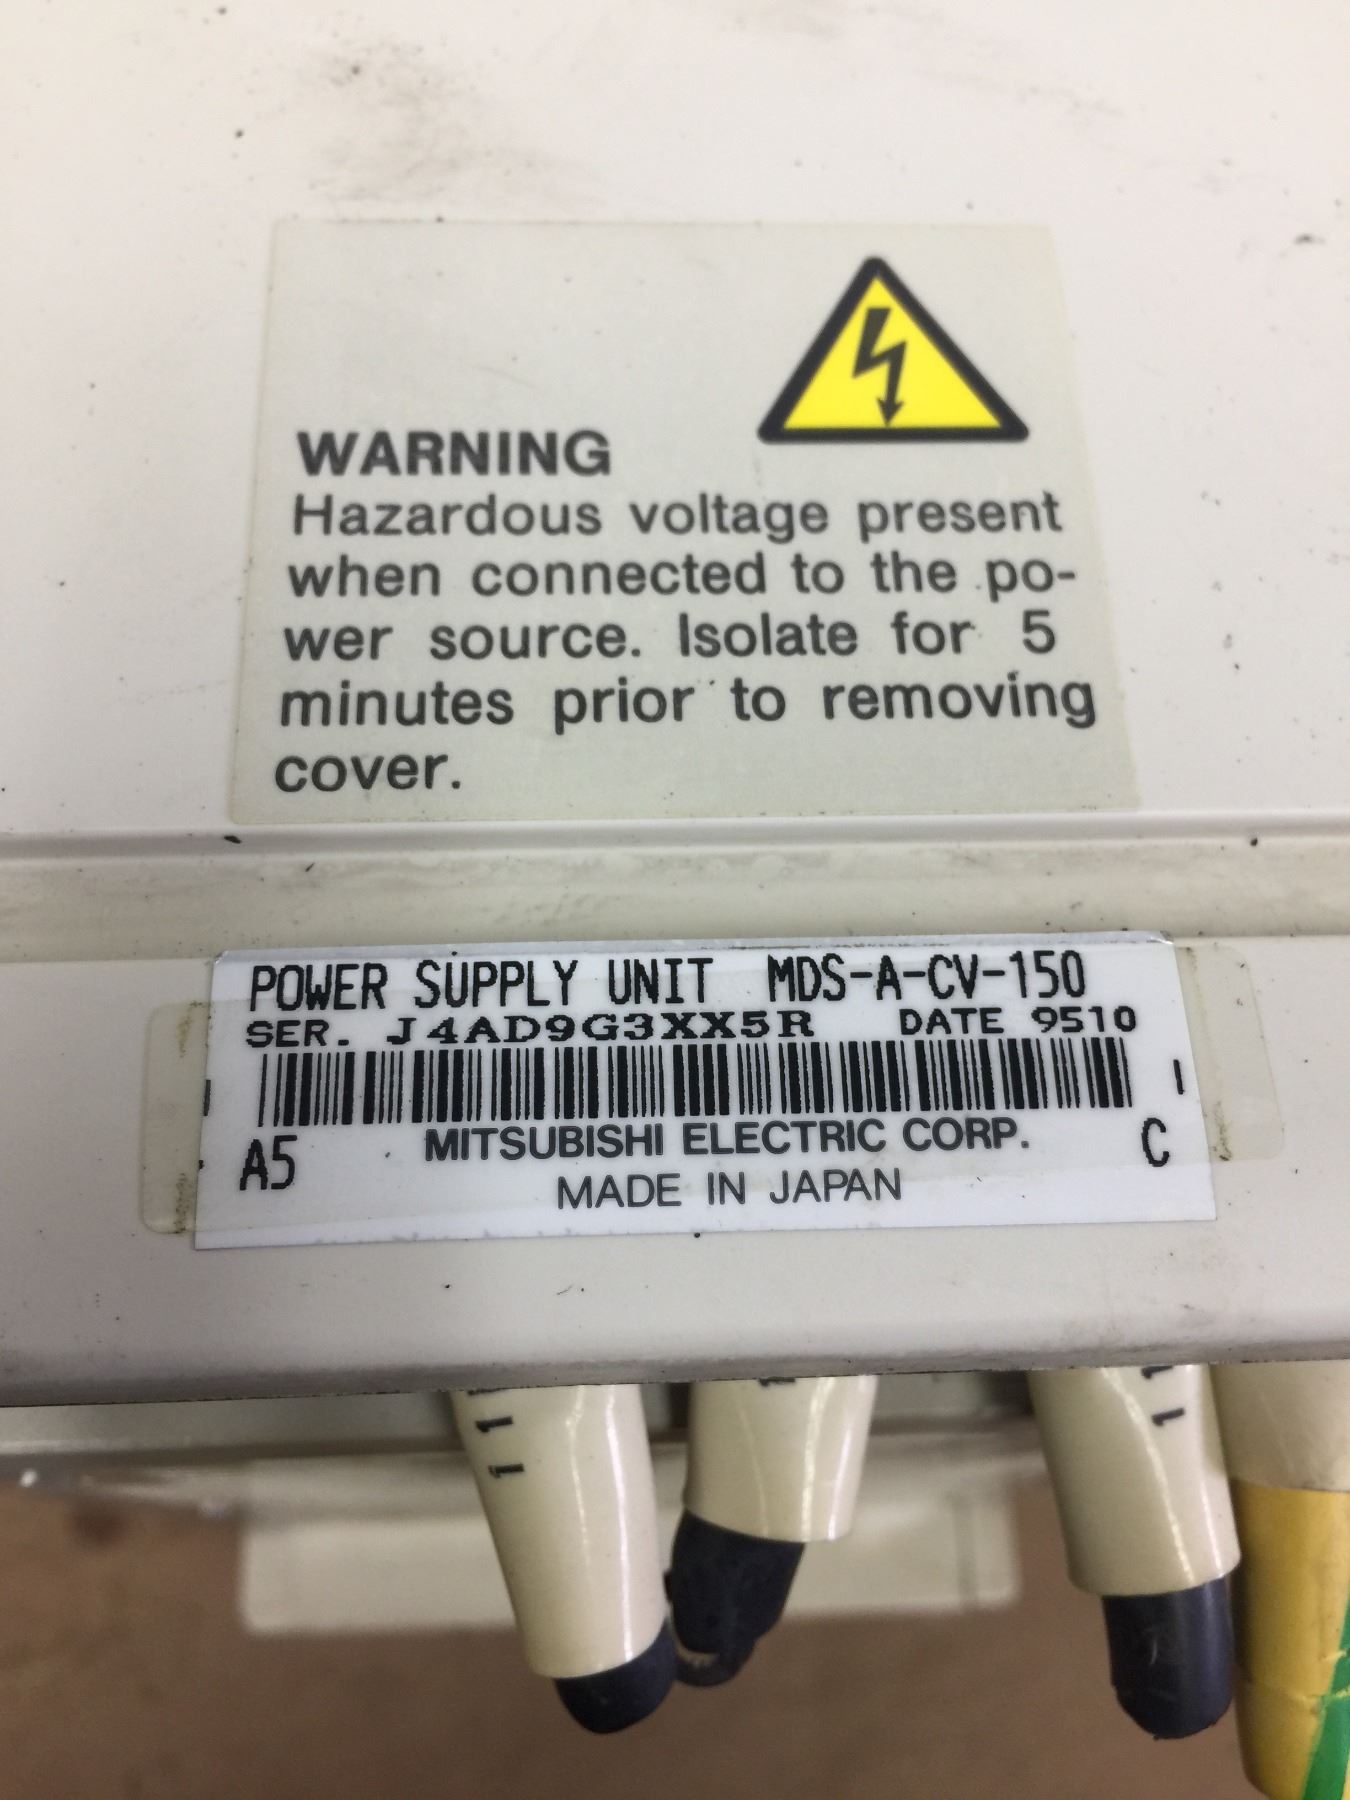 WARNING
Hazardous voltage present
when connected to the po-
wer source. Isolate for 5
minutes prior to removing
cover.
POWER SUPPLY UNIT MDS-A-CV-150
SER. J4AD9G3XX5R DATE 9510
A5 MITSUBISHI ELECTRIC CORP. C
MADE IN JAPAN